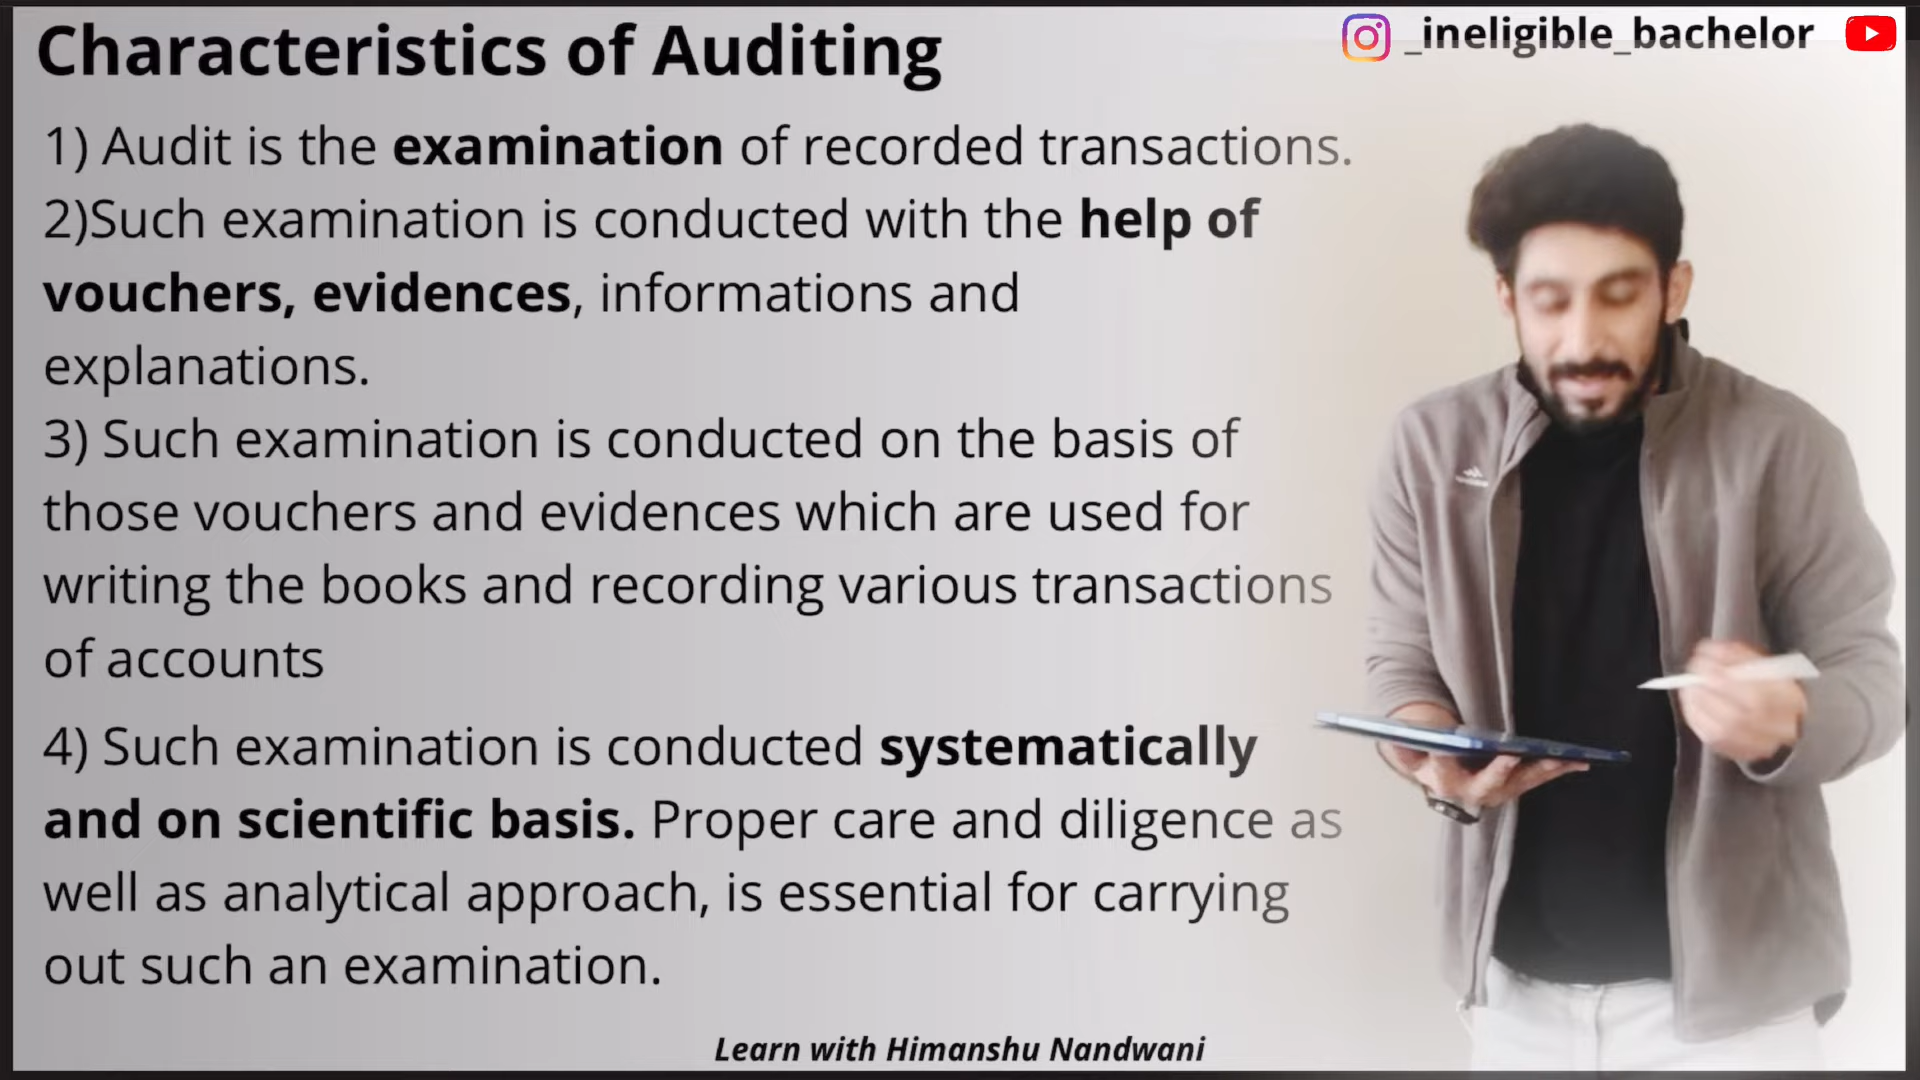 Characteristics of Auditing
_ineligible_bachelor
1) Audit is the examination of recorded transactions.
2)Such examination is conducted with the help of
vouchers, evidences, informations and
explanations.
3) Such examination is conducted on the basis of
those vouchers and evidences which are used for
writing the books and recording various transactions
of accounts
4) Such examination is conducted systematically
and on scientific basis. Proper care and diligence as
well as analytical approach, is essential for carrying
out such an examination.
Learn with Himanshu Nandwani